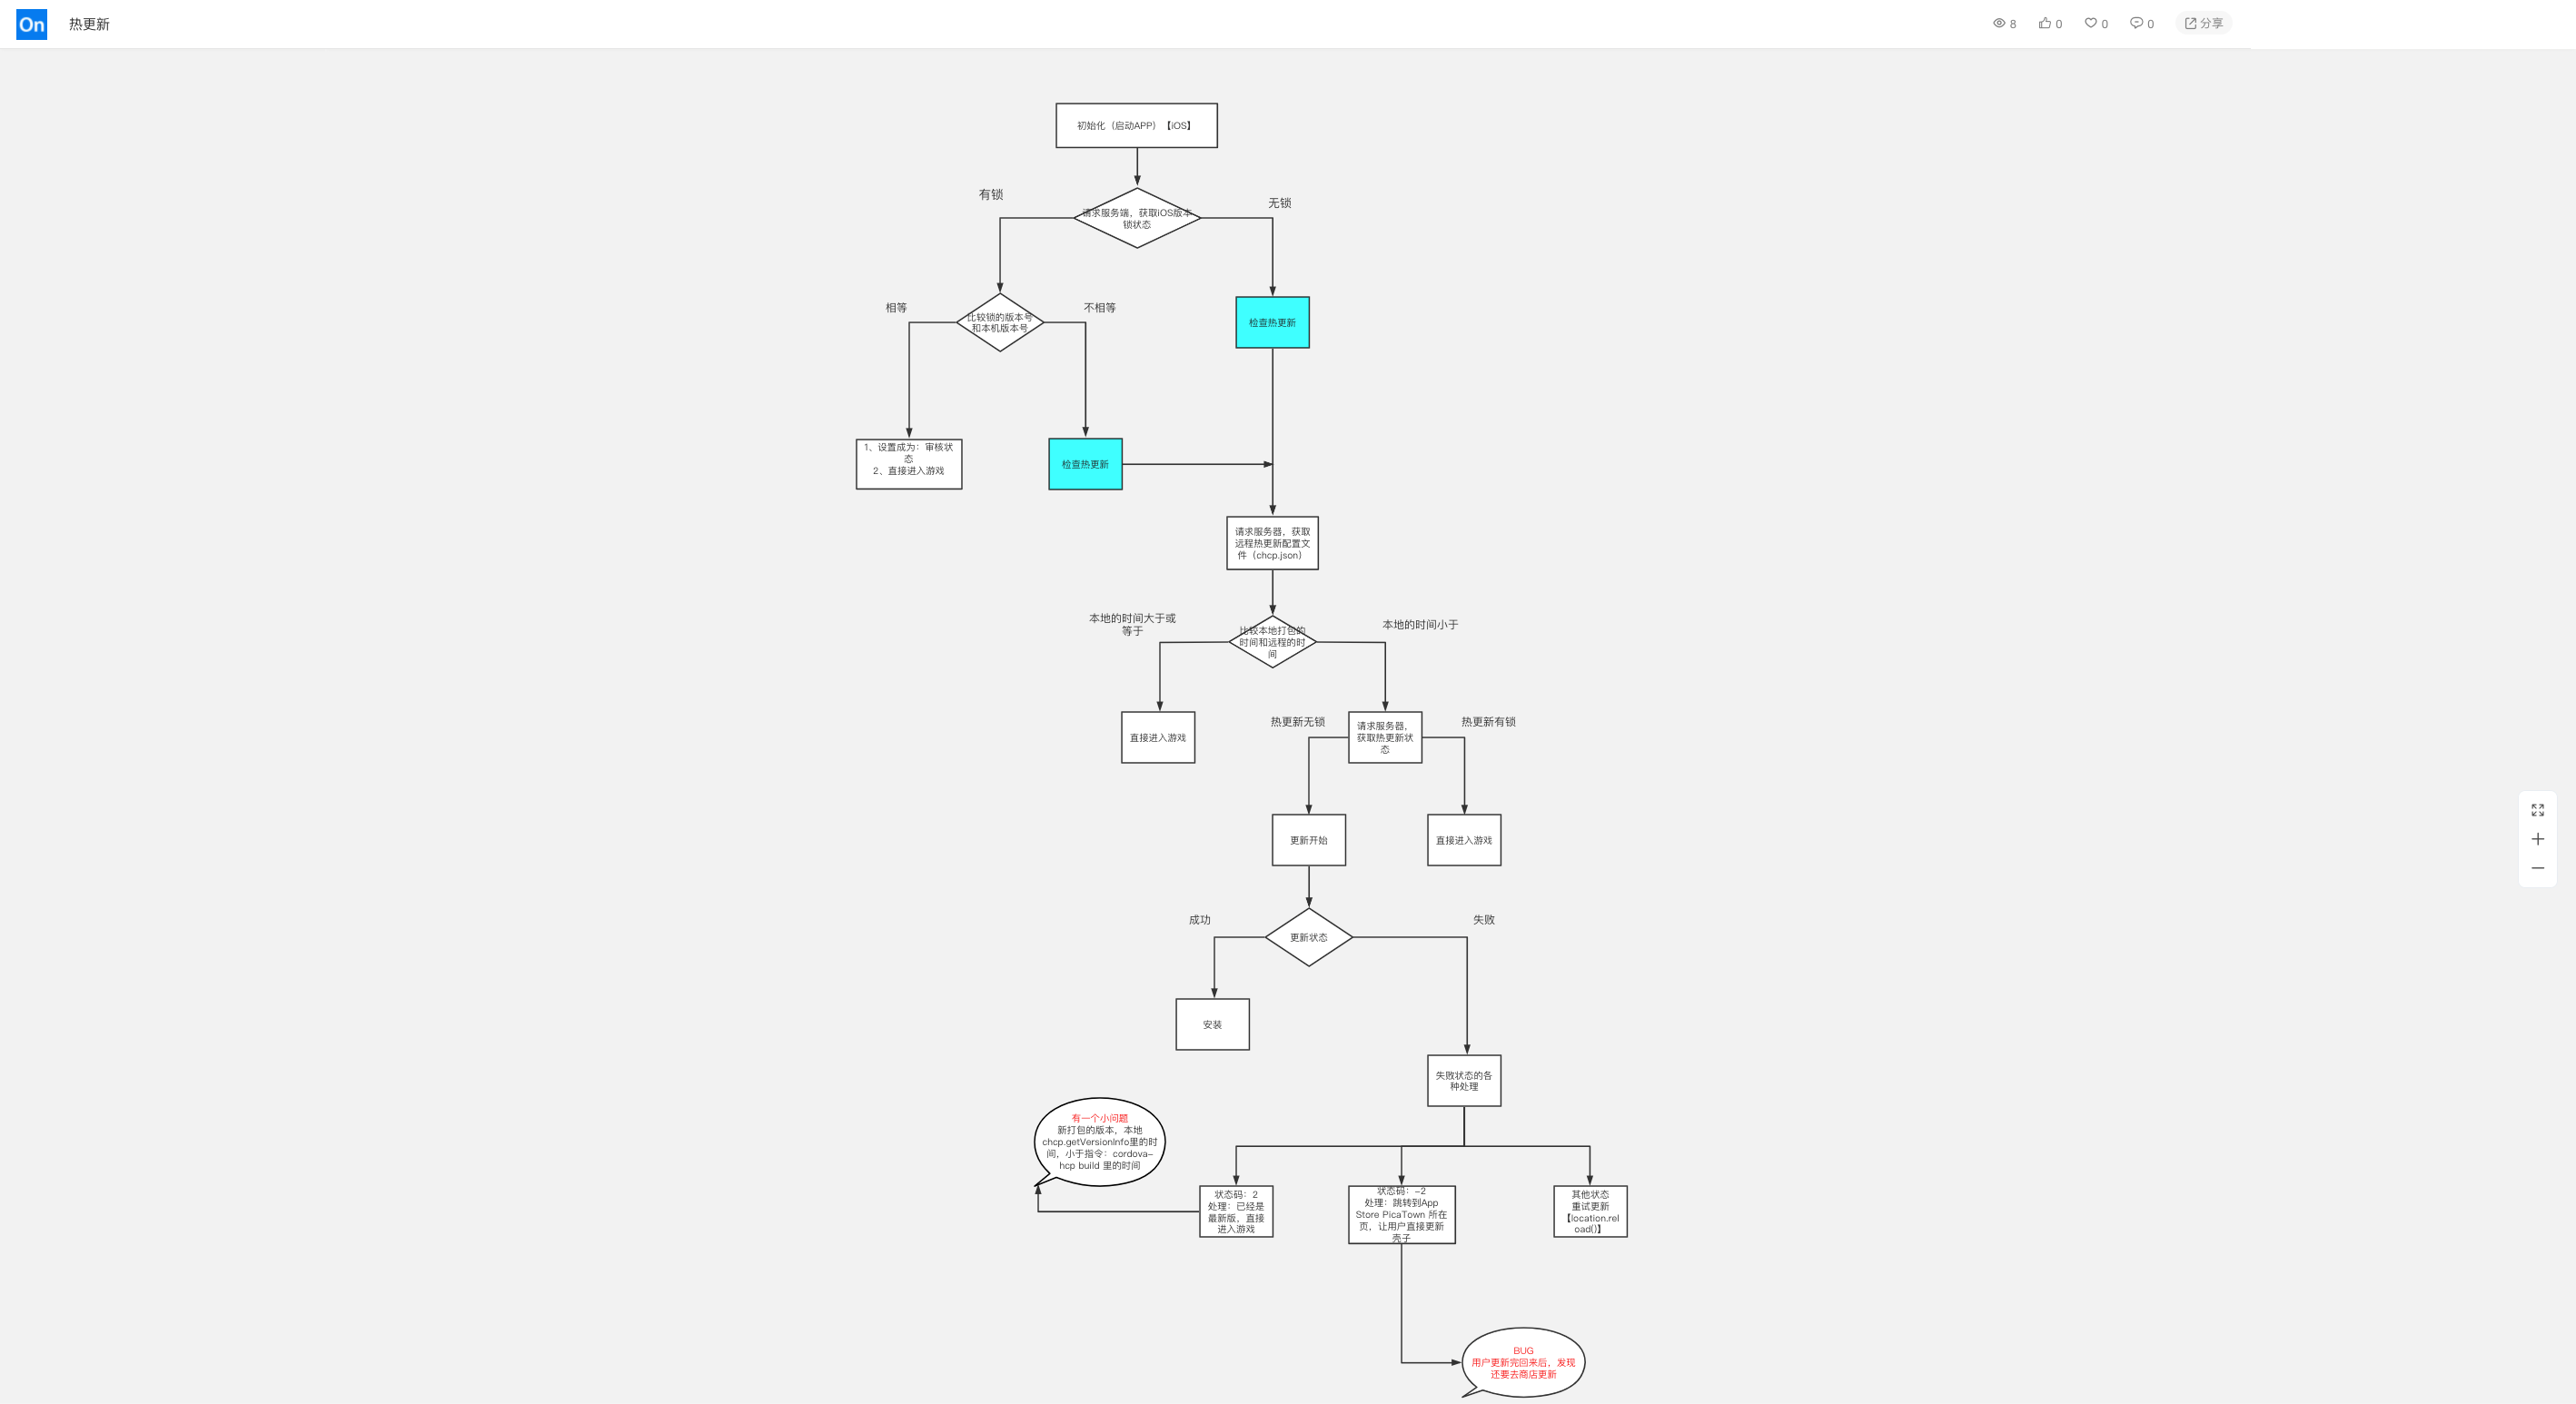 On
热更新
8
0
0
0
分享
初始化（启动APP）【iOS】
有锁
无锁
请求服务端，获取iOS版本
锁状态
相等
不相等
比较锁的版本号
和本机版本号
检查热更新
1、设置成为：审核状
态
2、直接进入游戏
检查热更新
请求服务器，获取
远程热更新配置文
件（chcp.json）
本地的时间大于或
等于
本地的时间小于
比较本地打包的
时间和远程的时
间
直接进入游戏
热更新无锁
请求服务器，
获取热更新状
态
热更新有锁
更新开始
直接进入游戏
成功
失败
更新状态
安装
失败状态的各
种处理
有一个小问题
新打包的版本，本地
chcp.getVersionInfo里的时
间，小于指令：cordova-
hcp build 里的时间
状态码：2
处理：已经是
最新版，直接
进入游戏
状态码：-2
处理：跳转到App
Store PicaTown 所在
页，让用户直接更新
壳子
其他状态
重试更新
【location.rel
oad()】
BUG
用户更新完回来后，发现
还要去商店更新